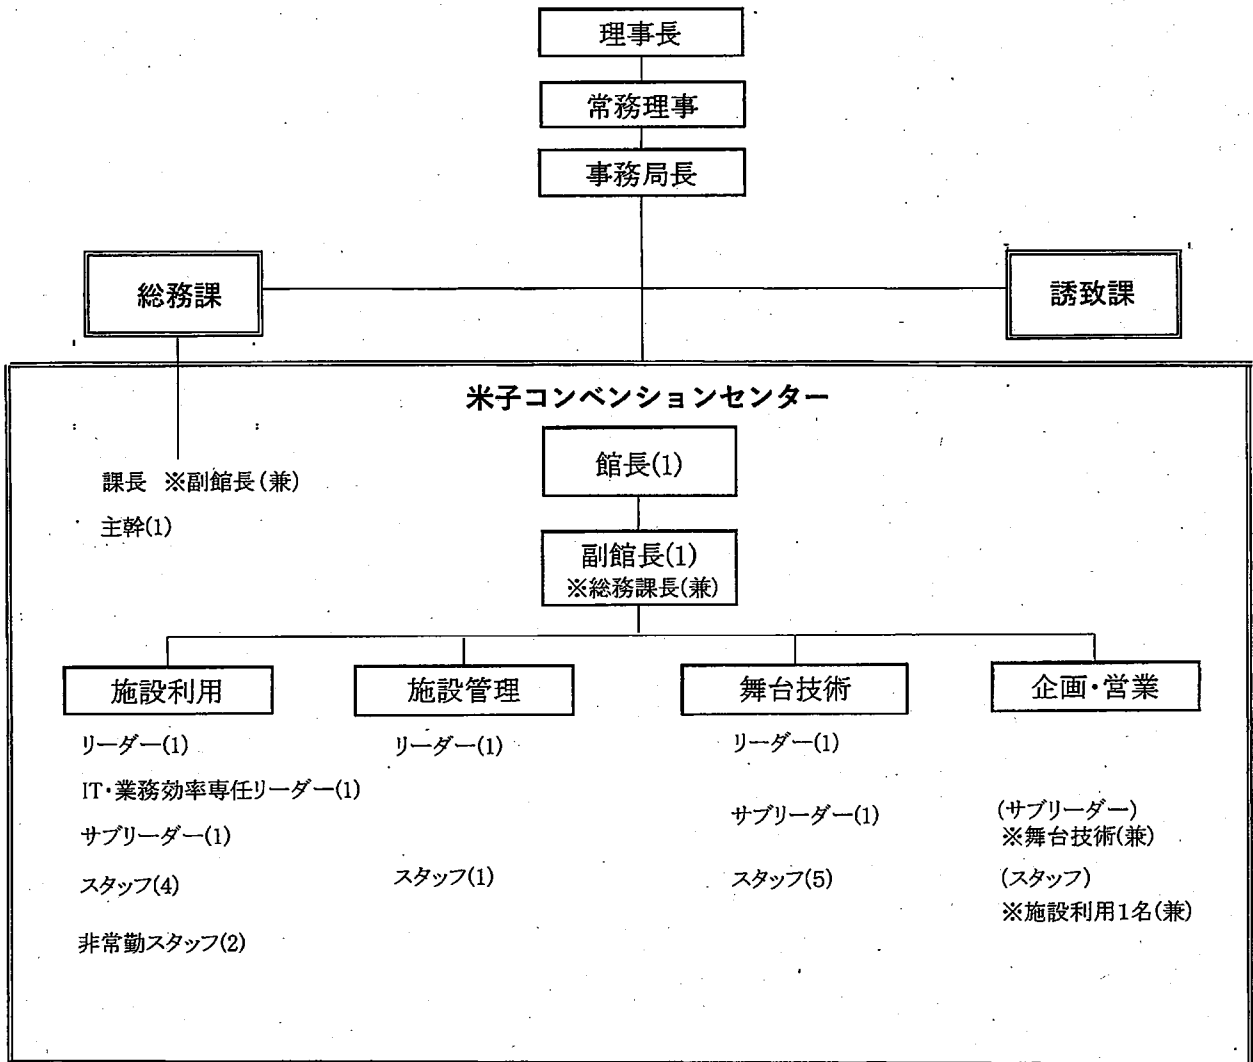 理事長
常務理事
事務局長
総務課
誘致課
米子コンベンションセンター
館長(1)
課長 ※副館長(兼)
主幹(1)
副館長(1)
※総務課長(兼)
施設利用
施設管理
舞台技術
企画・営業
リーダー(1)
リーダー(1)
リーダー(1)
IT・業務効率専任リーダー(1)
サブリーダー(1)
サブリーダー(1)
(サブリーダー)
※舞台技術(兼)
スタッフ(4)
スタッフ(1)
スタッフ(5)
(スタッフ)
※施設利用1名(兼)
非常勤スタッフ(2)